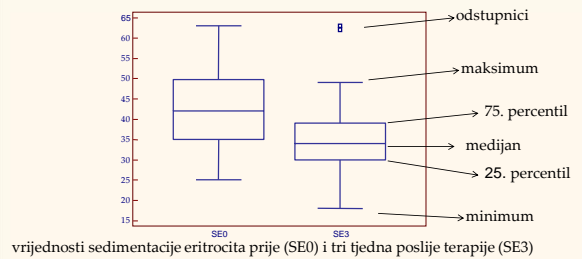 65
odstupnici
60
55
maksimum
50
45
75. percentil
40
35
medijan
30
25. percentil
25
20
minimum
15
SE0 SE3
vrijednosti sedimentacije eritrocita prije (SE0) i tri tjedna poslije terapije (SE3)